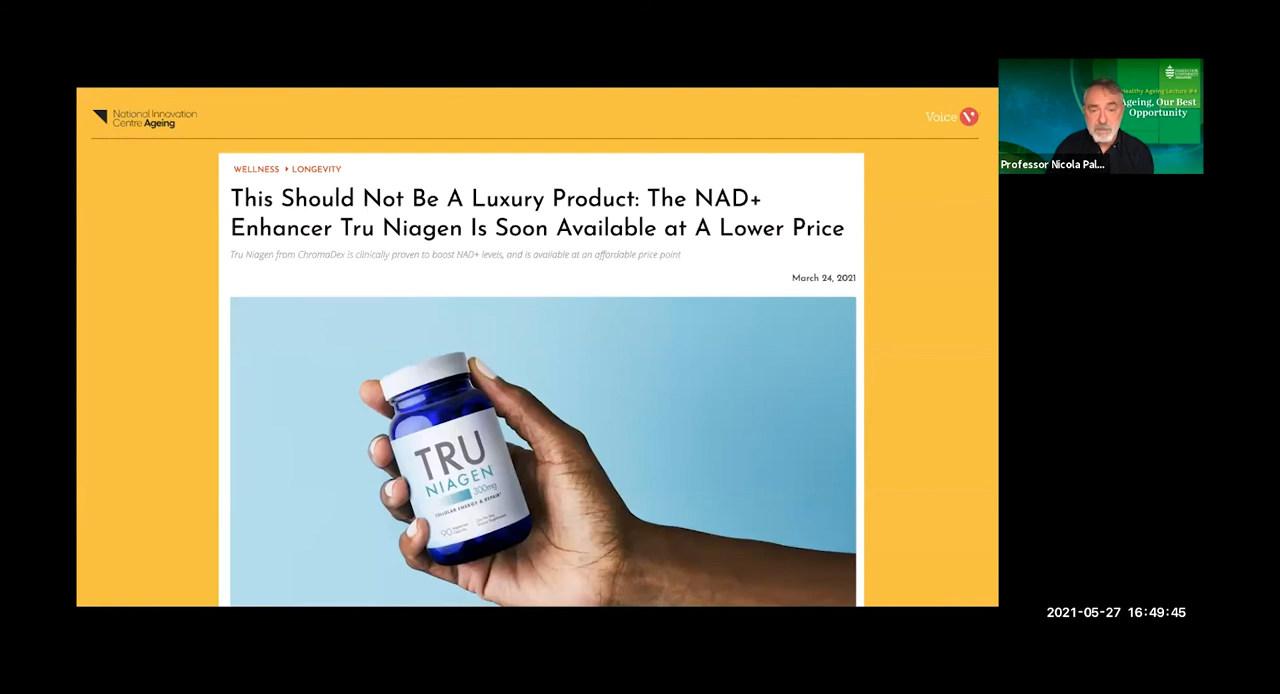 National Innovation
Centre Ageing
Voice V
WELLNESS LONGEVITY
This Should Not Be A Luxury Product: The NAD+
Enhancer Tru Niagen Is Soon Available at A Lower Price
Tru Niagen from ChromaDex is clinically proven to boost NAD+ levels, and is available at an affordable price point
March 24, 2021
TRU
NIAGEN
300mg
CELLULAR ENERGY & REPAIR
90
Healthy Ageing Lecture #4
Ageing, Our Best
Opportunity
Professor Nicola Pal...
2021-05-27 16:49:45